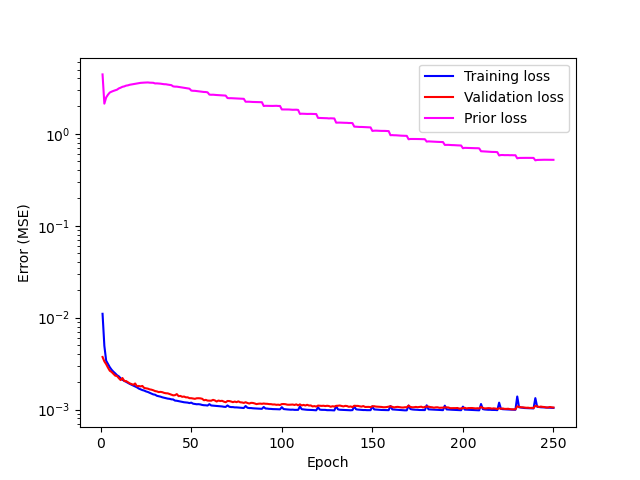 Training loss
Validation loss
Prior loss
10⁰
10⁻¹
10⁻²
10⁻³
Error (MSE)
0 50 100 150 200 250
Epoch